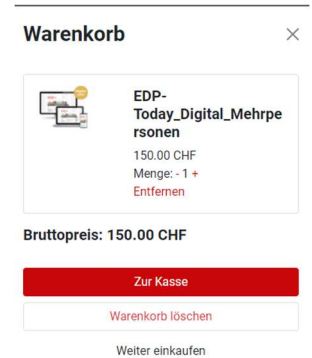 Warenkorb
EDP-
Today_Digital_Mehrpe
rsonen
150.00 CHF
Menge: - 1 +
Entfernen
Bruttopreis: 150.00 CHF
Zur Kasse
Warenkorb löschen
Weiter einkaufen